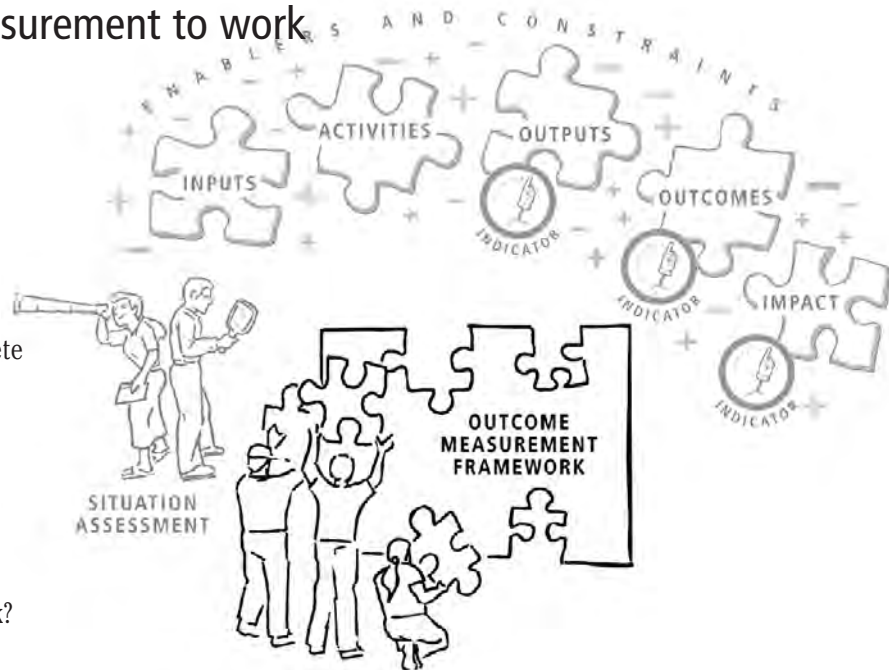 surement to work
ENABLERS AND CONSTRAINTS
INPUTS
ACTIVITIES
OUTPUTS
INDICATOR
OUTCOMES
INDICATOR
IMPACT
INDICATOR
SITUATION
ASSESSMENT
OUTCOME
MEASUREMENT
FRAMEWORK